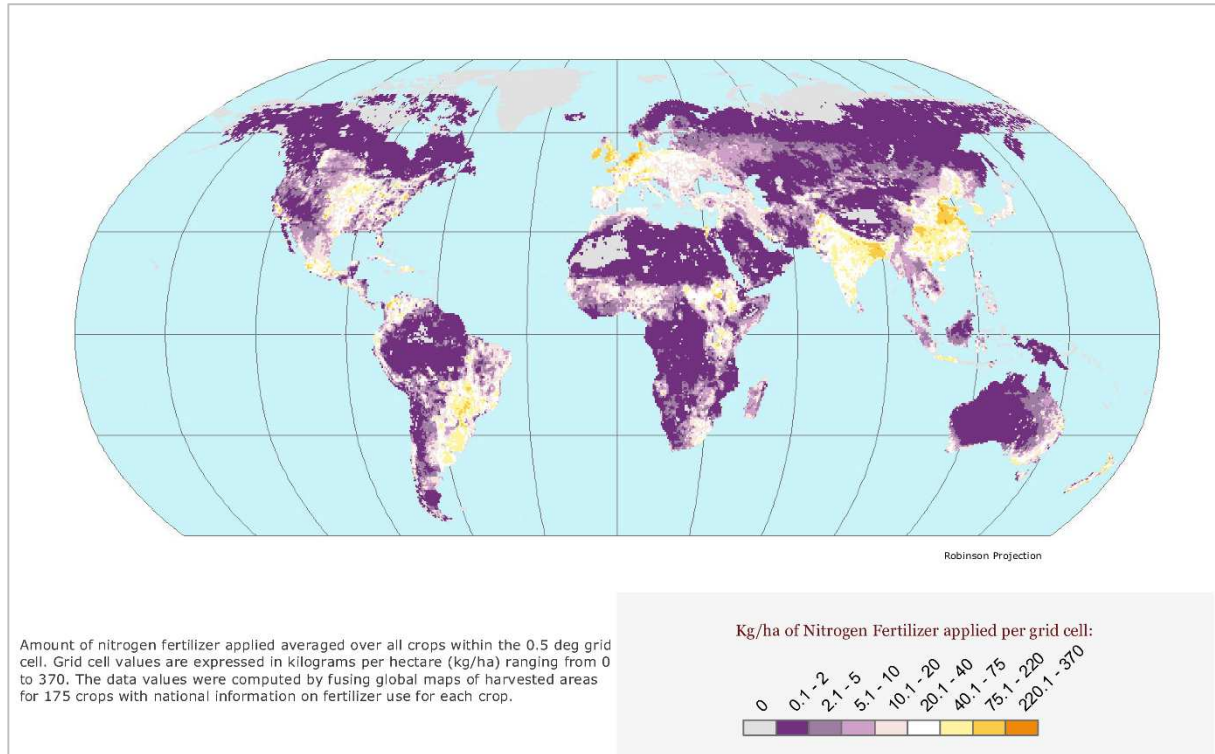 Robinson Projection
Amount of nitrogen fertilizer applied averaged over all crops within the 0.5 deg grid
cell. Grid cell values are expressed in kilograms per hectare (kg/ha) ranging from 0
to 370. The data values were computed by fusing global maps of harvested areas
for 175 crops with national information on fertilizer use for each crop.
Kg/ha of Nitrogen Fertilizer applied per grid cell:
0
0.1 - 2
2.1 - 5
5.1 - 10
10.1 - 20
20.1 - 40
40.1 - 75
75.1 - 220
220.1 - 370